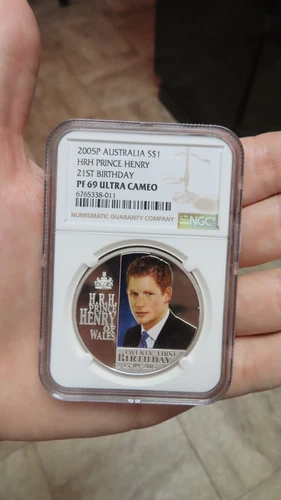 2005P AUSTRALIA S$1
HRH PRINCE HENRY
21ST BIRTHDAY
PF 69 ULTRA CAMEO
6765338-011
NUMISMATIC GUARANTY COMPANY
NGC
H.R.H.
PRINCE
HENRY
OF
WALES
TWENTY-FIRST
BIRTHDAY